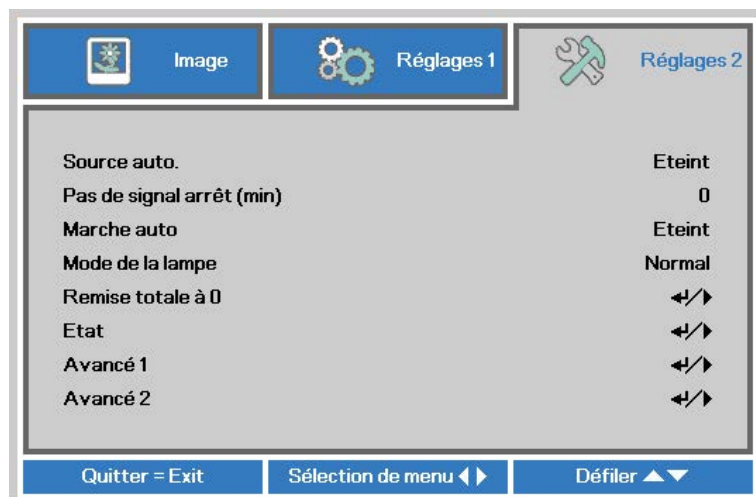 Image
Réglages 1
Réglages 2
Source auto. Eteint
Pas de signal arrêt (min) 0
Marche auto Eteint
Mode de la lampe Normal
Remise totale à 0
Etat
Avancé 1
Avancé 2
Quitter = Exit
Sélection de menu
Défiler